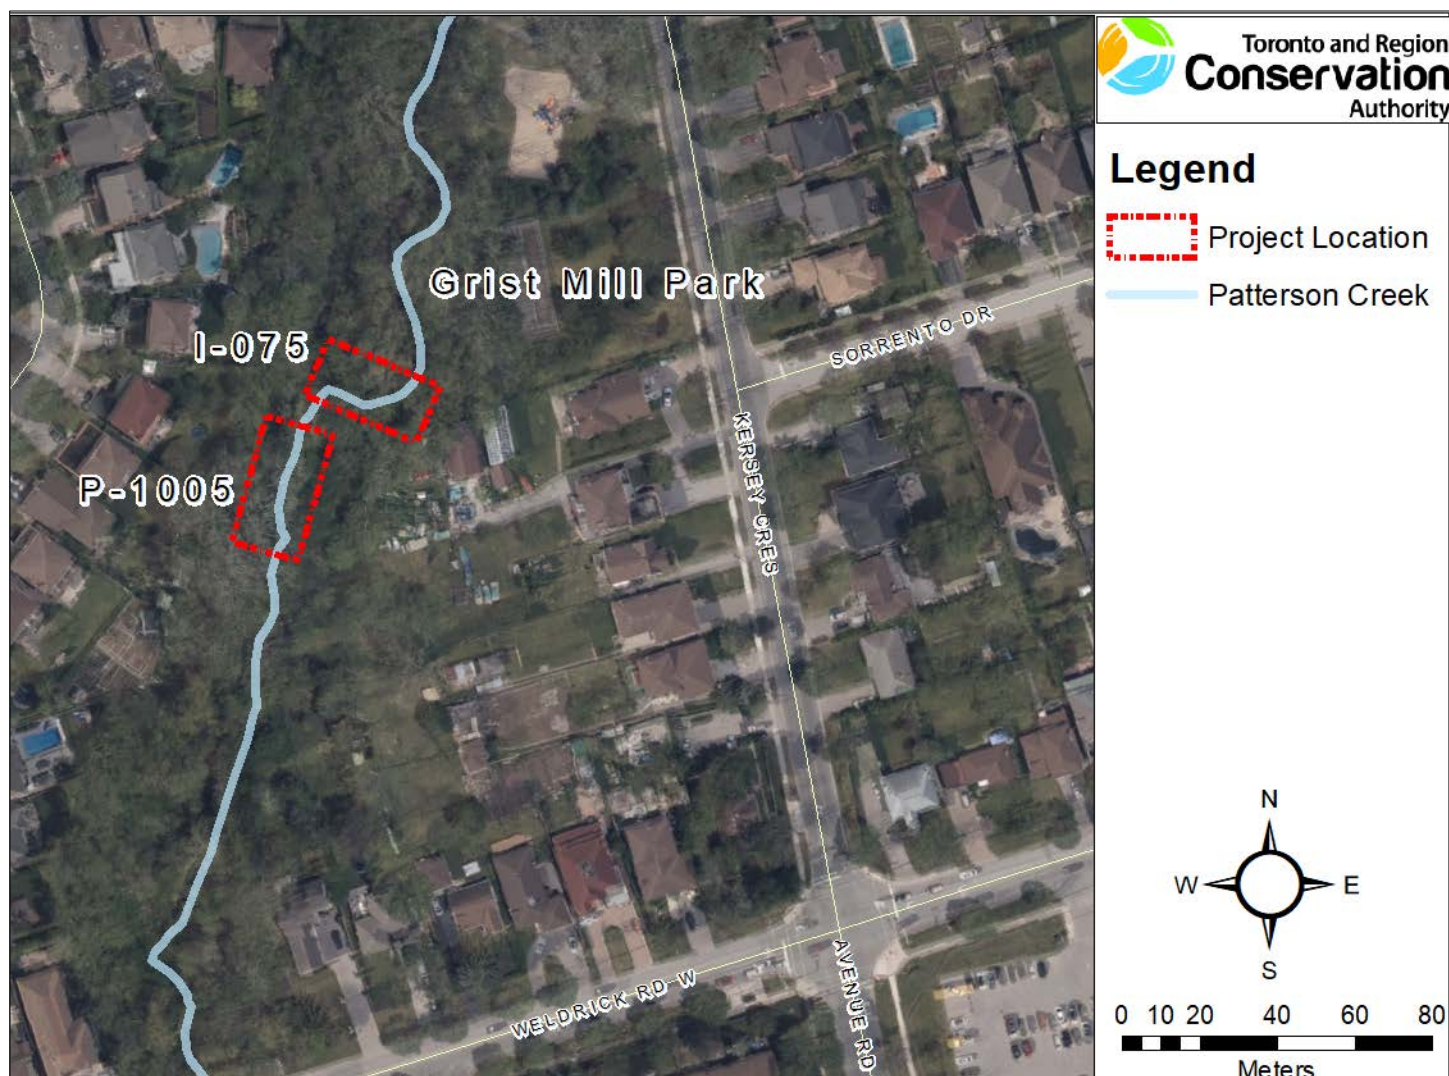 Toronto and Region
Conservation
Authority
Legend
Project Location
Patterson Creek
Grist Mill Park
I-075
P-1005
SORRENTO DR
KERSEY CRES
WELDRICK RD W
AVENUE RD
N
W E
S
0 10 20 40 60 80
Meters